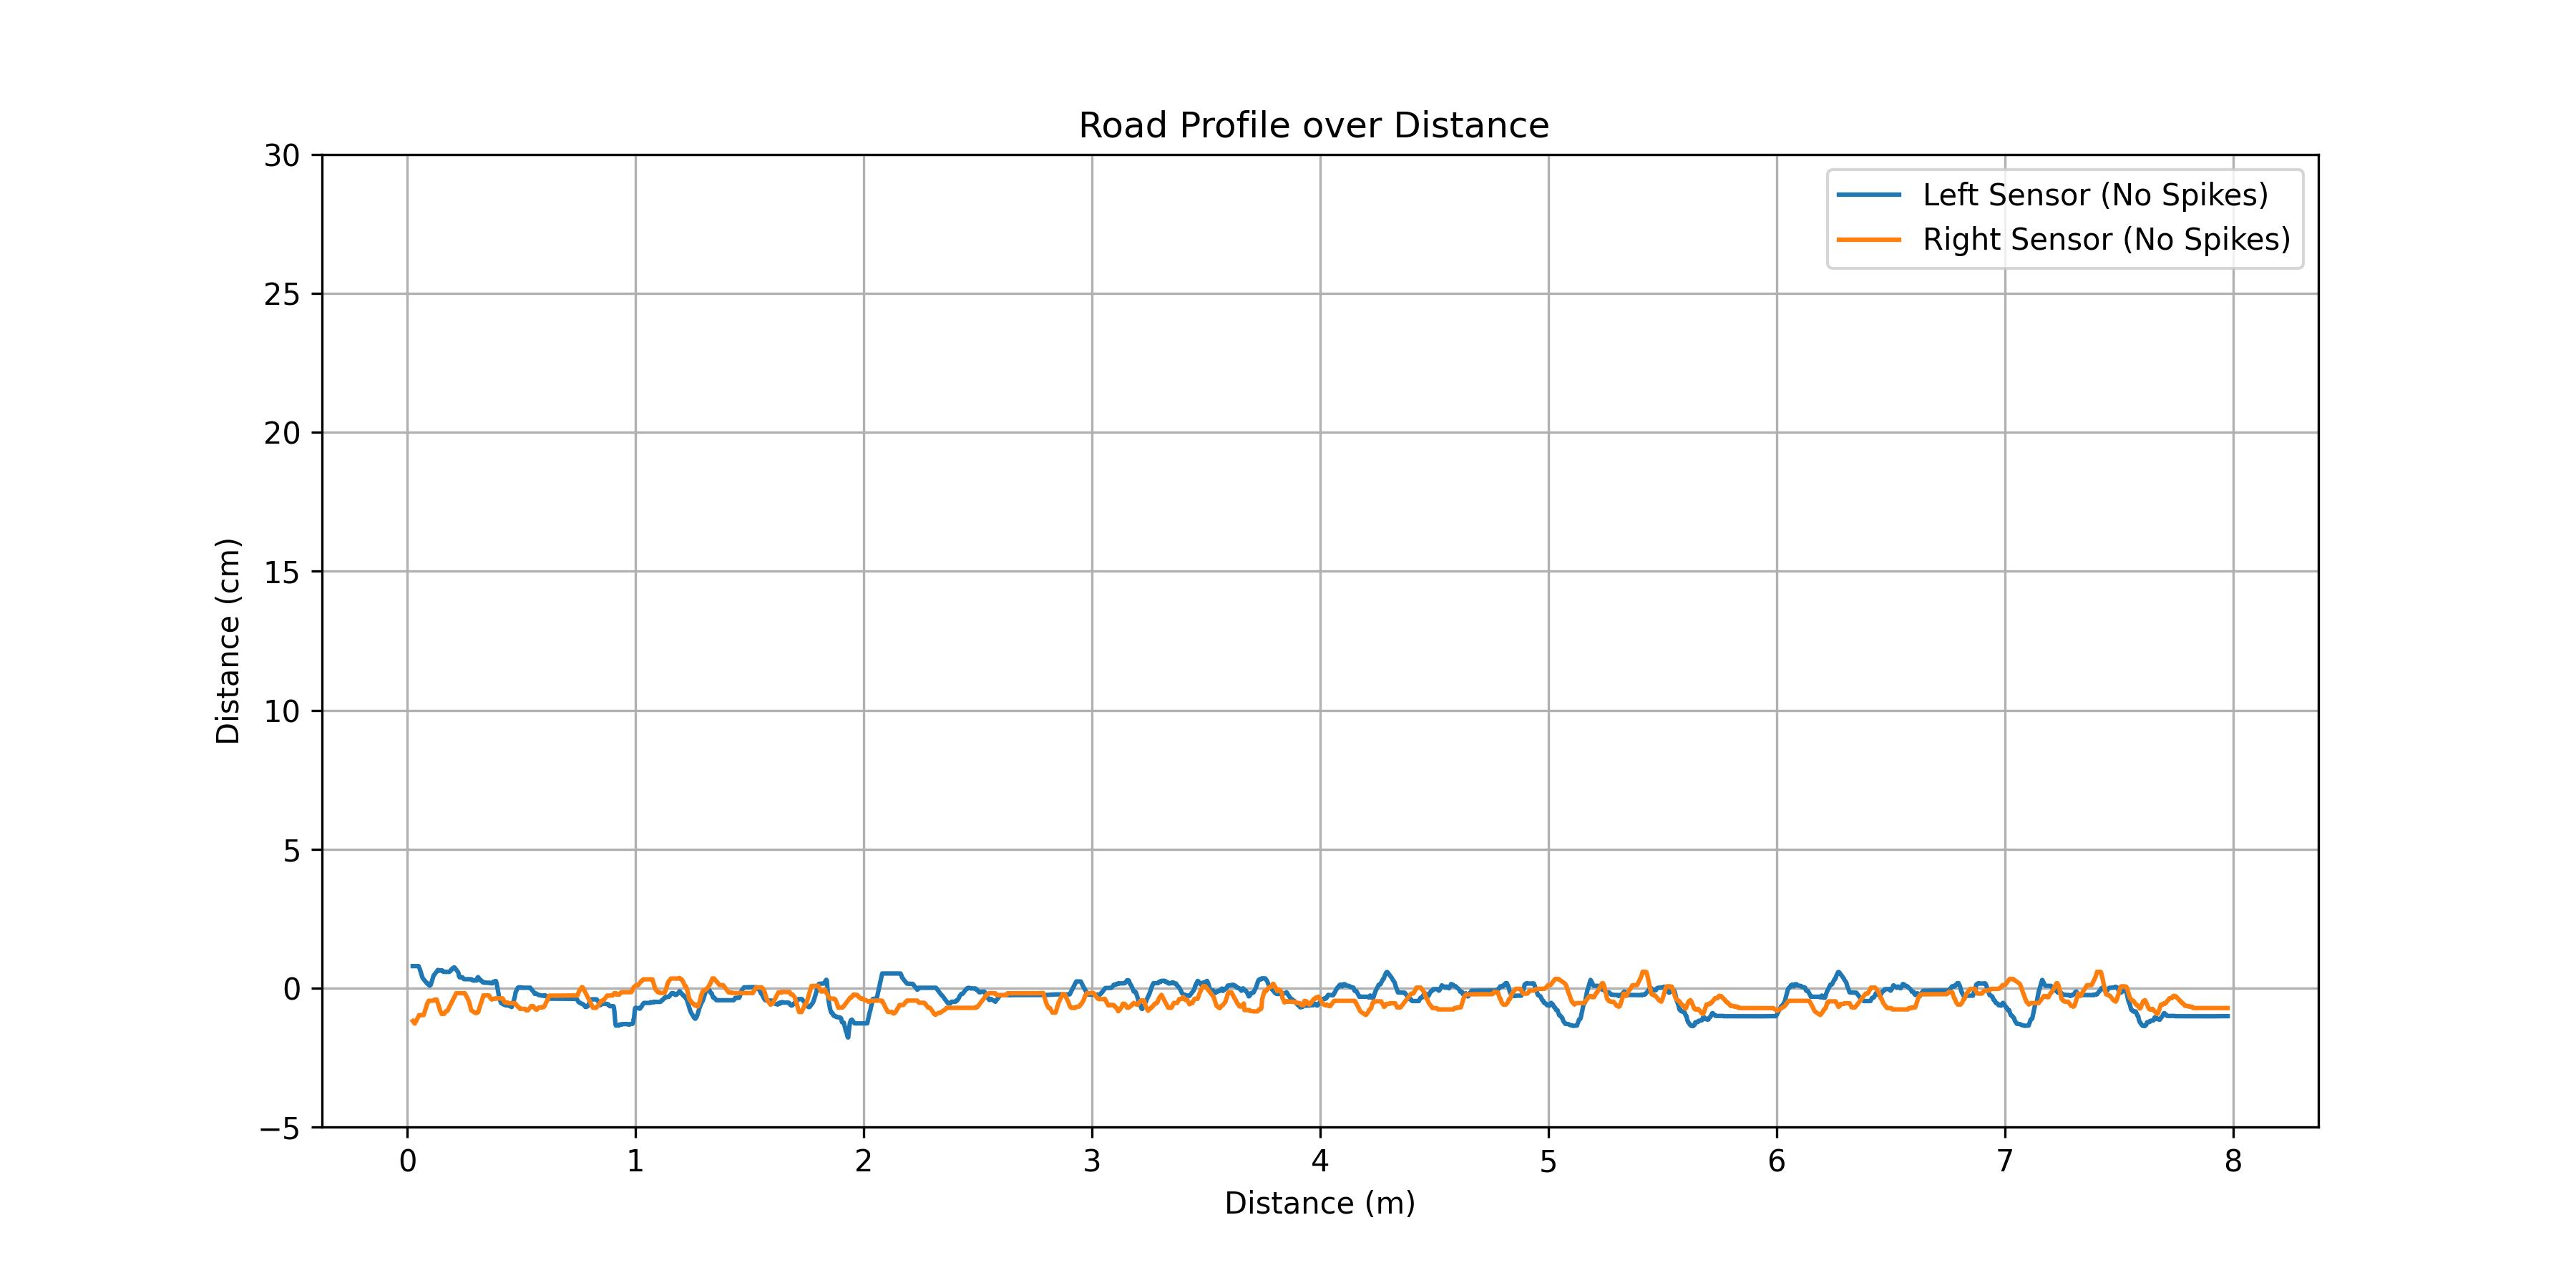 Road Profile over Distance
30
25
20
15
10
5
0
−5
Distance (cm)
Left Sensor (No Spikes)
Right Sensor (No Spikes)
0 1 2 3 4 5 6 7 8
Distance (m)